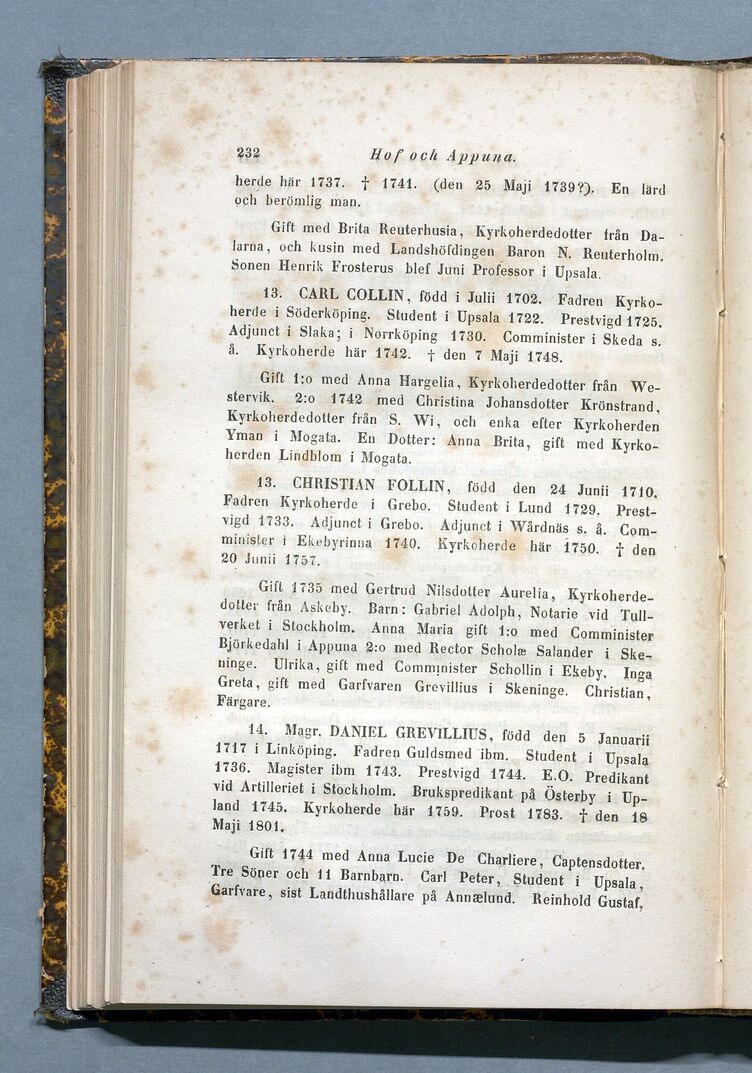 232 Hof och Appuna.
herde här 1737. † 1741. (den 25 Maji 1739?). En lärd
och berömlig man.
Gift med Brita Reuterhusia, Kyrkoherdedotter från Da-
larna, och kusin med Landshöfdingen Baron N. Reuterholm.
Sonen Henrik Frosterus blef Juni Professor i Upsala.
13. CARL COLLIN, född i Julii 1702. Fadren Kyrko-
herde i Söderköping. Student i Upsala 1722. Prestvigd 1725.
Adjunct i Slaka; i Norrköping 1730. Comminister i Skeda s.
å. Kyrkoherde här 1742. † den 7 Maji 1748.
Gift 1:o med Anna Hargelia, Kyrkoherdedotter från We-
stervik. 2:o 1742 med Christina Johansdotter Krönstrand,
Kyrkoherdedotter från S. Wi, och enka efter Kyrkoherden
Yman i Mogata. En Dotter: Anna Brita, gift med Kyrko-
herden Lindblom i Mogata.
13. CHRISTIAN FOLLIN, född den 24 Junii 1710.
Fadren Kyrkoherde i Grebo. Student i Lund 1729. Prest-
vigd 1733. Adjunct i Grebo. Adjunct i Wårdnäs s. å. Com-
minister i Ekebyrinna 1740. Kyrkoherde här 1750. † den
20 Junii 1757.
Gift 1735 med Gertrud Nilsdotter Aurelia, Kyrkoherde-
dotter från Askeby. Barn: Gabriel Adolph, Notarie vid Tull-
verket i Stockholm. Anna Maria gift 1:o med Comminister
Björkedahl i Appuna 2:o med Rector Scholæ Salander i Ske-
ninge. Ulrika, gift med Comminister Schollin i Ekeby. Inga
Greta, gift med Garfvaren Grevillius i Skeninge. Christian,
Färgare.
14. Magr. DANIEL GREVILLIUS, född den 5 Januarii
1717 i Linköping. Fadren Guldsmed ibm. Student i Upsala
1736. Magister ibm 1743. Prestvigd 1744. E.O. Predikant
vid Artilleriet i Stockholm. Brukspredikant på Österby i Up-
land 1745. Kyrkoherde här 1759. Prost 1783. † den 18
Maji 1801.
Gift 1744 med Anna Lucie De Charliere, Captensdotter.
Tre Söner och 11 Barnbarn. Carl Peter, Student i Upsala,
Garfvare, sist Landthushållare på Annælund. Reinhold Gustaf,